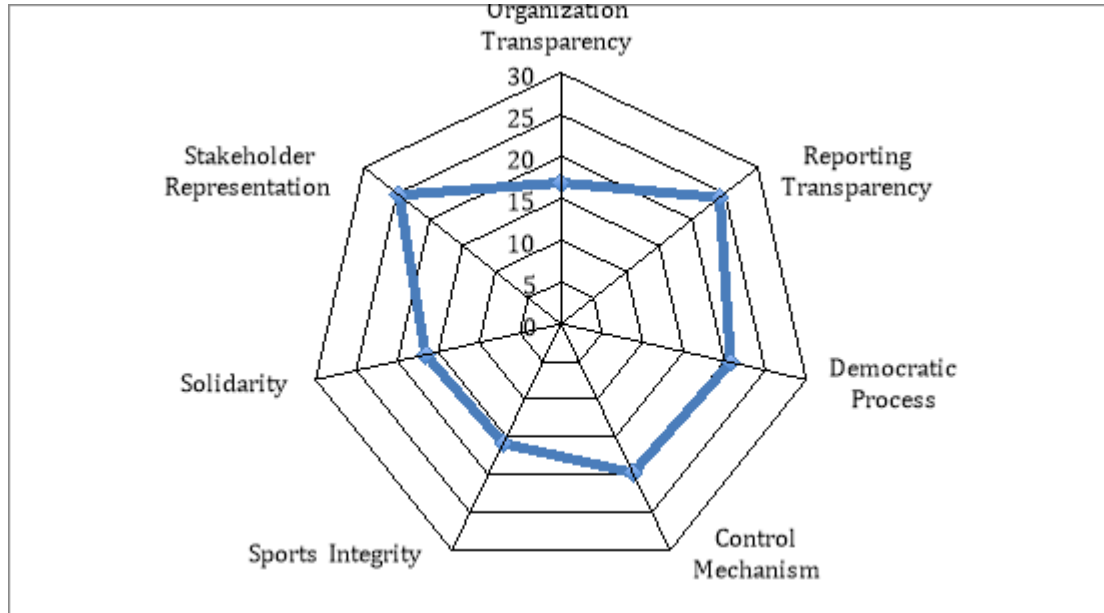 Organization
Transparency
30
25
20
15
10
5
0
Stakeholder
Representation
Reporting
Transparency
Solidarity
Democratic
Process
Sports Integrity
Control
Mechanism